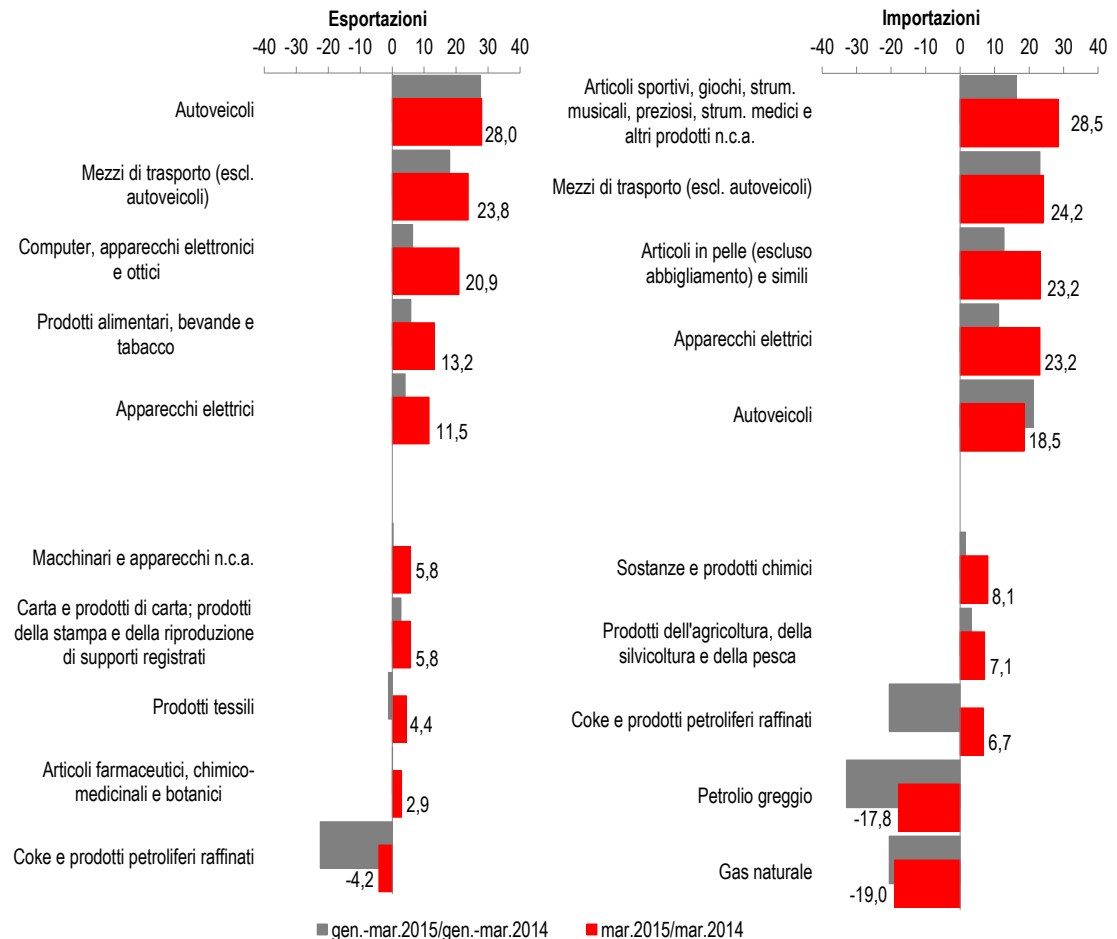 Esportazioni
-40 -30 -20 -10 0 10 20 30 40
Autoveicoli
28,0
Mezzi di trasporto (escl.
autoveicoli)
23,8
Computer, apparecchi elettronici
e ottici
20,9
Prodotti alimentari, bevande e
tabacco
13,2
Apparecchi elettrici
11,5
Macchinari e apparecchi n.c.a.
5,8
Carta e prodotti di carta; prodotti
della stampa e della riproduzione
di supporti registrati
5,8
Prodotti tessili
4,4
Articoli farmaceutici, chimico-
medicinali e botanici
2,9
Coke e prodotti petroliferi raffinati
-4,2
Importazioni
-40 -30 -20 -10 0 10 20 30 40
Articoli sportivi, giochi, strum.
musicali, preziosi, strum. medici e
altri prodotti n.c.a.
28,5
Mezzi di trasporto (escl. autoveicoli)
24,2
Articoli in pelle (escluso
abbigliamento) e simili
23,2
Apparecchi elettrici
23,2
Autoveicoli
18,5
Sostanze e prodotti chimici
8,1
Prodotti dell'agricoltura, della
silvicoltura e della pesca
7,1
Coke e prodotti petroliferi raffinati
6,7
Petrolio greggio
-17,8
Gas naturale
-19,0
gen.-mar.2015/gen.-mar.2014 mar.2015/mar.2014